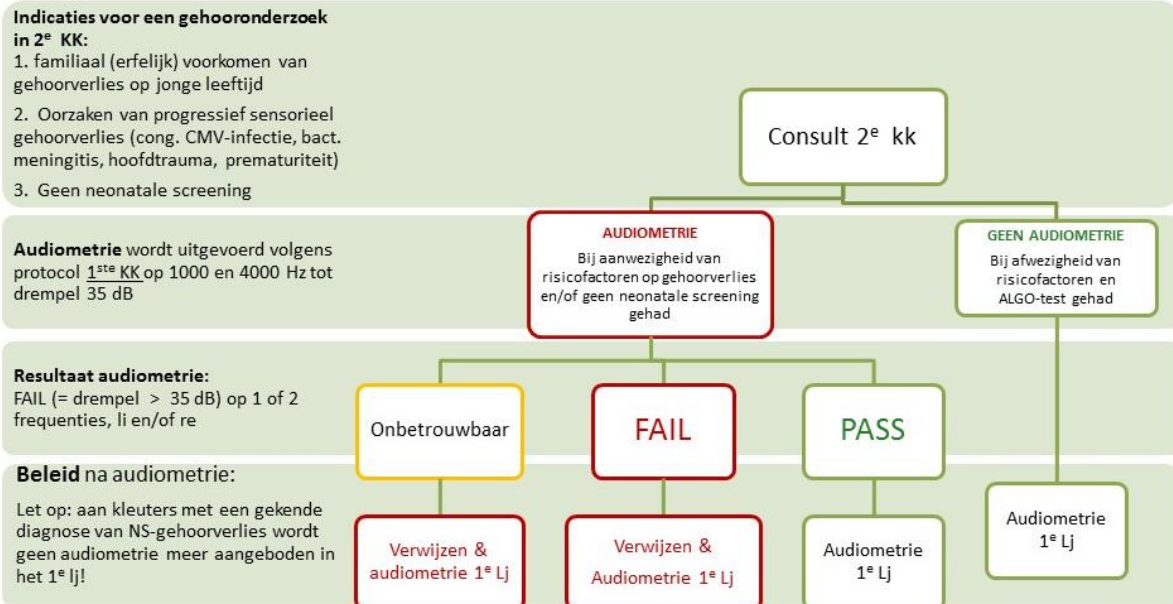 Indicaties voor een gehooronderzoek
in 2e KK:
1. familiaal (erfelijk) voorkomen van
gehoorverlies op jonge leeftijd
2. Oorzaken van progressief sensorieel
gehoorverlies (cong. CMV-infectie, bact.
meningitis, hoofdtrauma, prematuriteit)
3. Geen neonatale screening
Consult 2e kk
Audiometrie wordt uitgevoerd volgens
protocol 1ste KK op 1000 en 4000 Hz tot
drempel 35 dB
AUDIOMETRIE
Bij aanwezigheid van
risicofactoren op gehoorverlies
en/of geen neonatale screening
gehad
GEEN AUDIOMETRIE
Bij afwezigheid van
risicofactoren en
ALGO-test gehad
Resultaat audiometrie:
FAIL (= drempel > 35 dB) op 1 of 2
frequenties, li en/of re
Onbetrouwbaar
FAIL
PASS
Beleid na audiometrie:
Let op: aan kleuters met een gekende
diagnose van NS-gehoorverlies wordt
geen audiometrie meer aangeboden in
het 1e lj!
Verwijzen &
audiometrie 1e Lj
Verwijzen &
Audiometrie 1e Lj
Audiometrie
1e Lj
Audiometrie
1e Lj